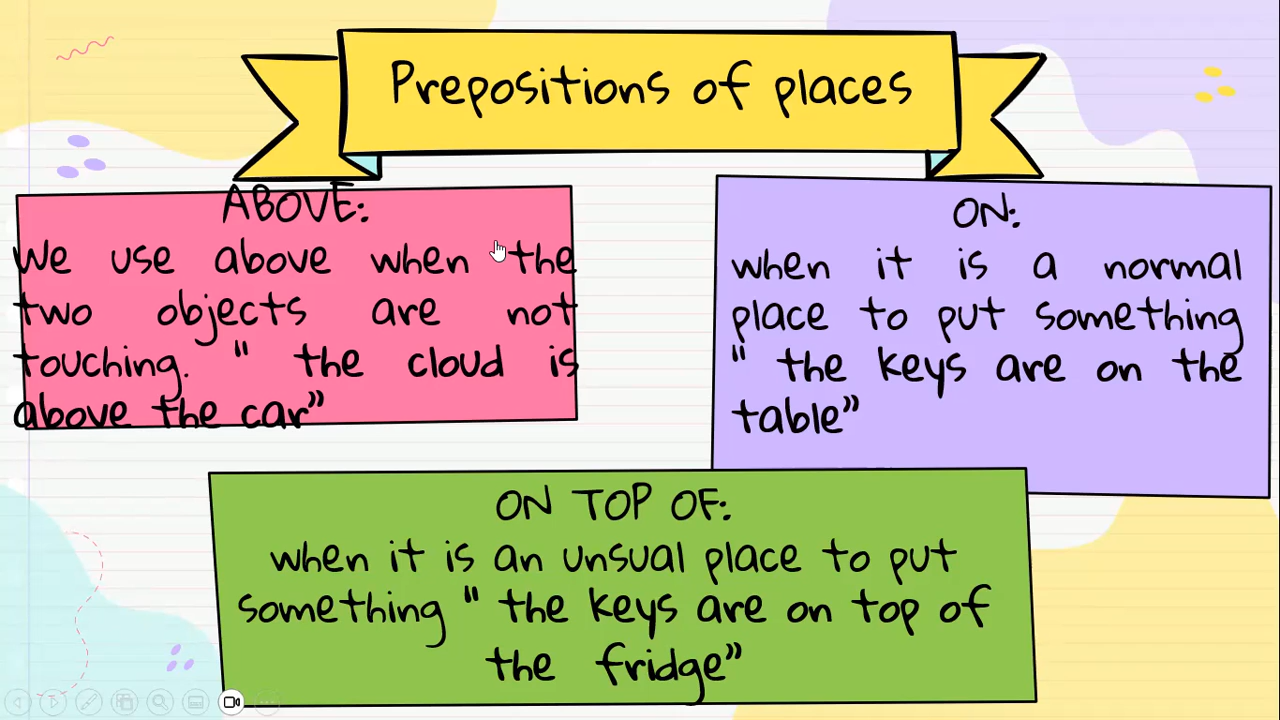 Prepositions of places
ABOVE:
We use above when the
two objects are not
touching. " the cloud is
above the car”
ON:
when it is a normal
place to put something
" the keys are on the
table”
ON TOP OF:
when it is an unsual place to put
something " the keys are on top of
the fridge”